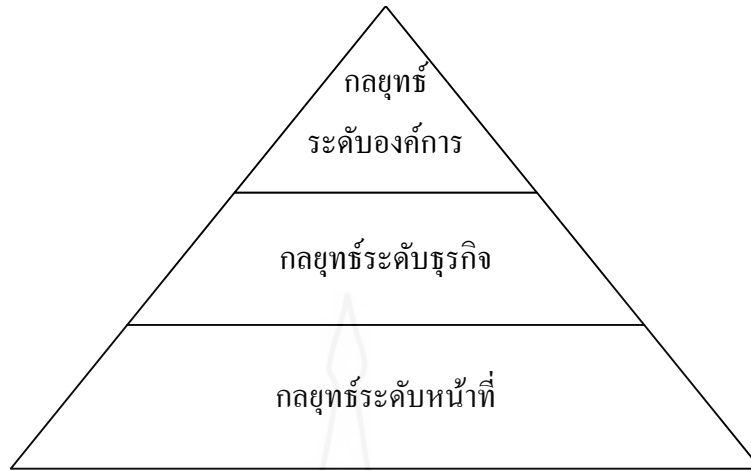 กลยุทธ์
ระดับองค์การ
กลยุทธ์ระดับธุรกิจ
กลยุทธ์ระดับหน้าที่